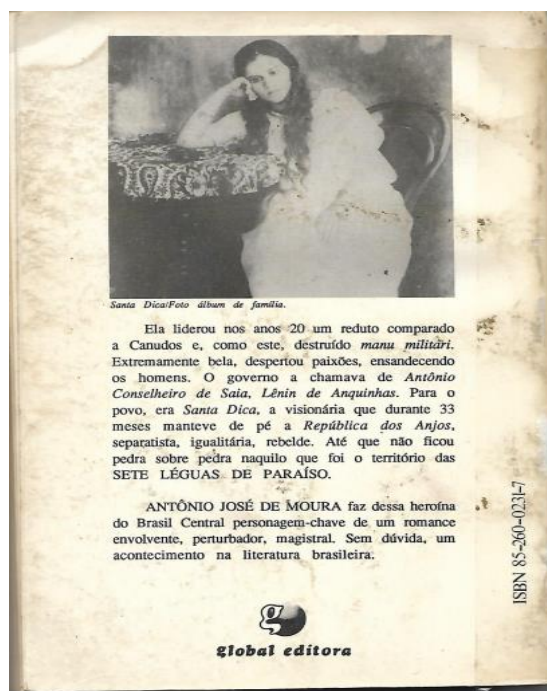 Santa Dica/Foto álbum de família.
Ela liderou nos anos 20 um reduto comparado
a Canudos e, como este, destruído manu militári.
Extremamente bela, despertou paixões, ensandecendo
os homens. O governo a chamava de Antônio
Conselheiro de Saia, Lênin de Anquinhas. Para o
povo, era Santa Dica, a visionária que durante 33
meses manteve de pé a República dos Anjos,
separatista, igualitária, rebelde. Até que não ficou
pedra sobre pedra naquilo que foi o território das
SETE LÉGUAS DE PARAÍSO.
ANTÔNIO JOSÉ DE MOURA faz dessa heroína
do Brasil Central personagem-chave de um romance
envolvente, perturbador, magistral. Sem dúvida, um
acontecimento na literatura brasileira.
ISBN 85-260-0231-7
g
global editora